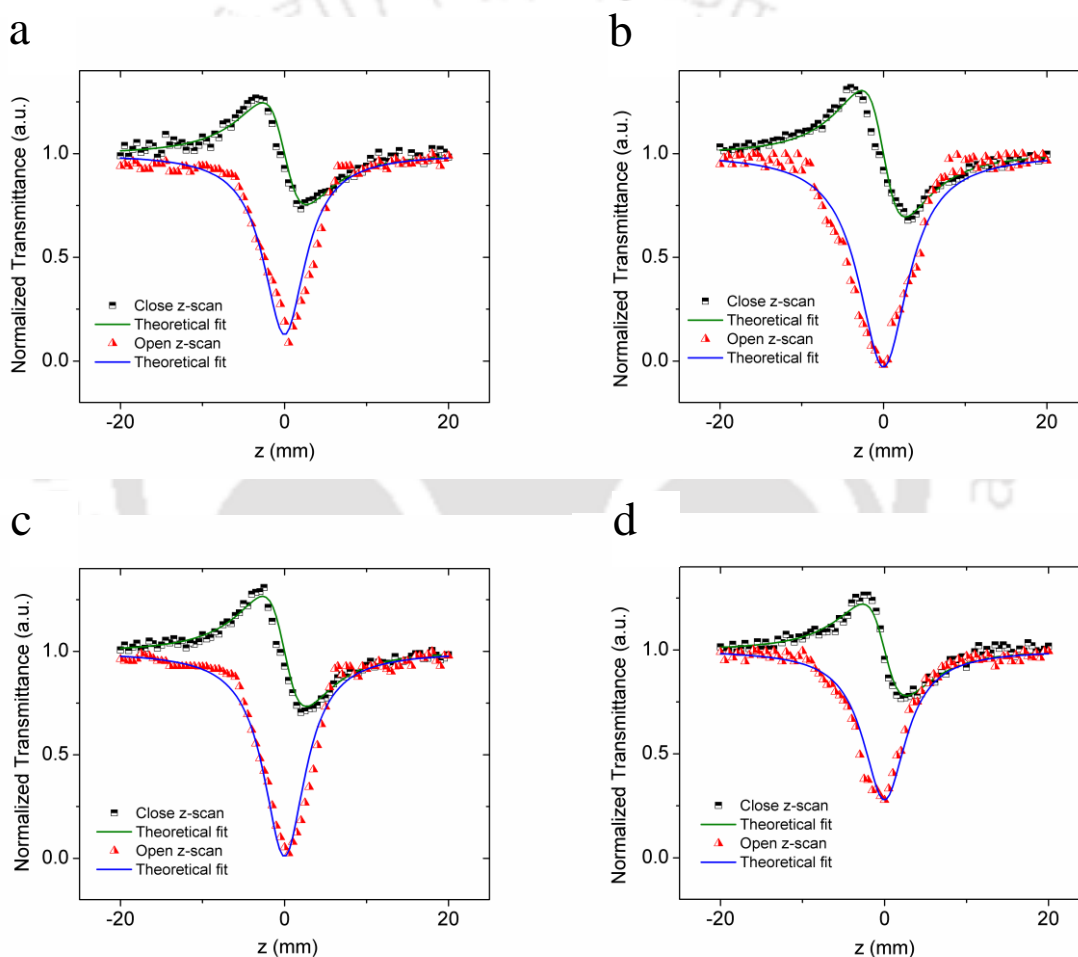 a
Normalized Transmittance (a.u.)
1.0
0.5
0.0
Close z-scan
Theoretical fit
Open z-scan
Theoretical fit
-20
0
20
z (mm)
b
Normalized Transmittance (a.u.)
1.0
0.5
0.0
Close z-scan
Theoretical fit
Open z-scan
Theoretical fit
-20
0
20
z (mm)
c
Normalized Transmittance (a.u.)
1.0
0.5
0.0
Close z-scan
Theoretical fit
Open z-scan
Theoretical fit
-20
0
20
z (mm)
d
Normalized Transmittance (a.u.)
1.0
0.5
0.0
Close z-scan
Theoretical fit
Open z-scan
Theoretical fit
-20
0
20
z (mm)